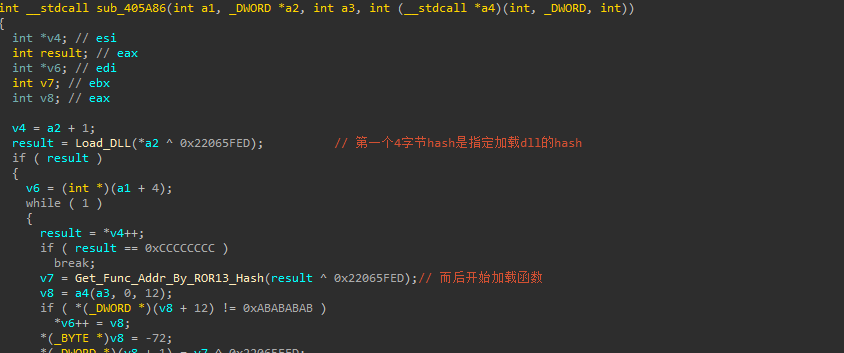 int __stdcall sub_405A86(int a1, _DWORD *a2, int a3, int (__stdcall *a4)(int, _DWORD, int))
{
int *v4; // esi
int result; // eax
int *v6; // edi
int v7; // ebx
int v8; // eax
v4 = a2 + 1;
result = Load_DLL(*a2 ^ 0x22065FED); // 第一个4字节hash是指定加载dll的hash
if ( result )
{
v6 = (int *)(a1 + 4);
while ( 1 )
{
result = *v4++;
if ( result == 0xCCCCCCCC )
break;
v7 = Get_Func_Addr_By_ROR13_Hash(result ^ 0x22065FED);// 而后开始加载函数
v8 = a4(a3, 0, 12);
if ( *(_DWORD *)(v8 + 12) != 0xABABABAB )
*v6++ = v8;
*(_BYTE *)v8 = -72;
*(_DWORD *)(v8 + 1) = v7 ^ 0x22065FED;